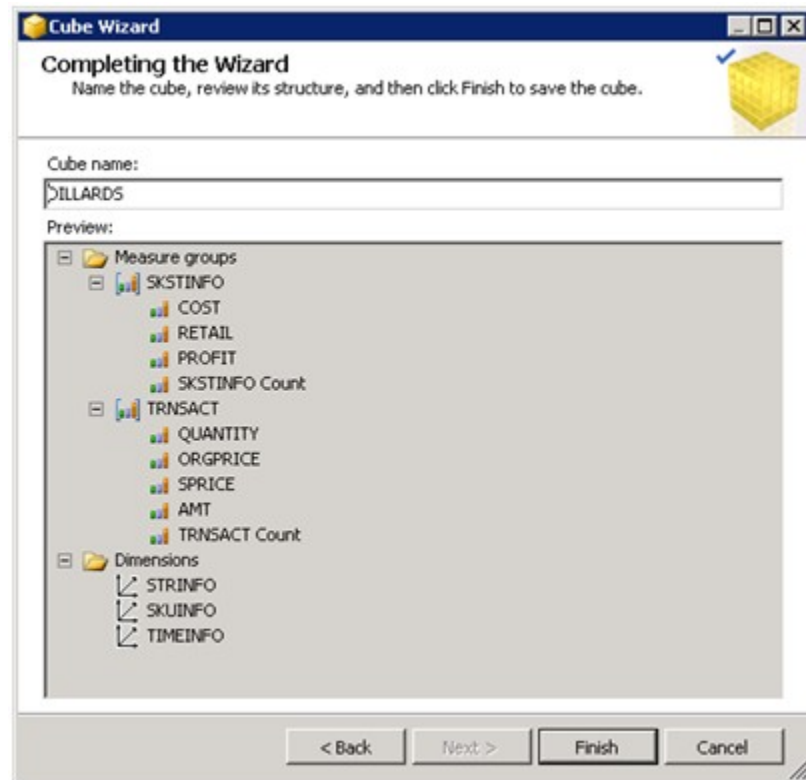 Cube Wizard
Completing the Wizard
Name the cube, review its structure, and then click Finish to save the cube.
Cube name:
DILLARDS
Preview:
Measure groups
SKSTINFO
COST
RETAIL
PROFIT
SKSTINFO Count
TRNSACT
QUANTITY
ORGPRICE
SPRICE
AMT
TRNSACT Count
Dimensions
STRINFO
SKUINFO
TIMEINFO
< Back Next > Finish Cancel